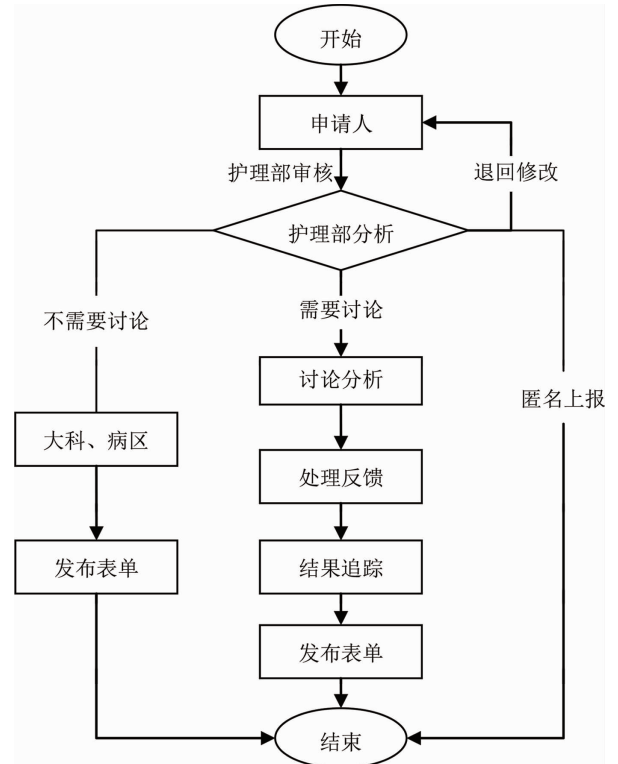 开始
申请人
护理部审核
退回修改
护理部分析
不需要讨论
需要讨论
讨论分析
匿名上报
大科、病区
处理反馈
发布表单
结果追踪
发布表单
结束